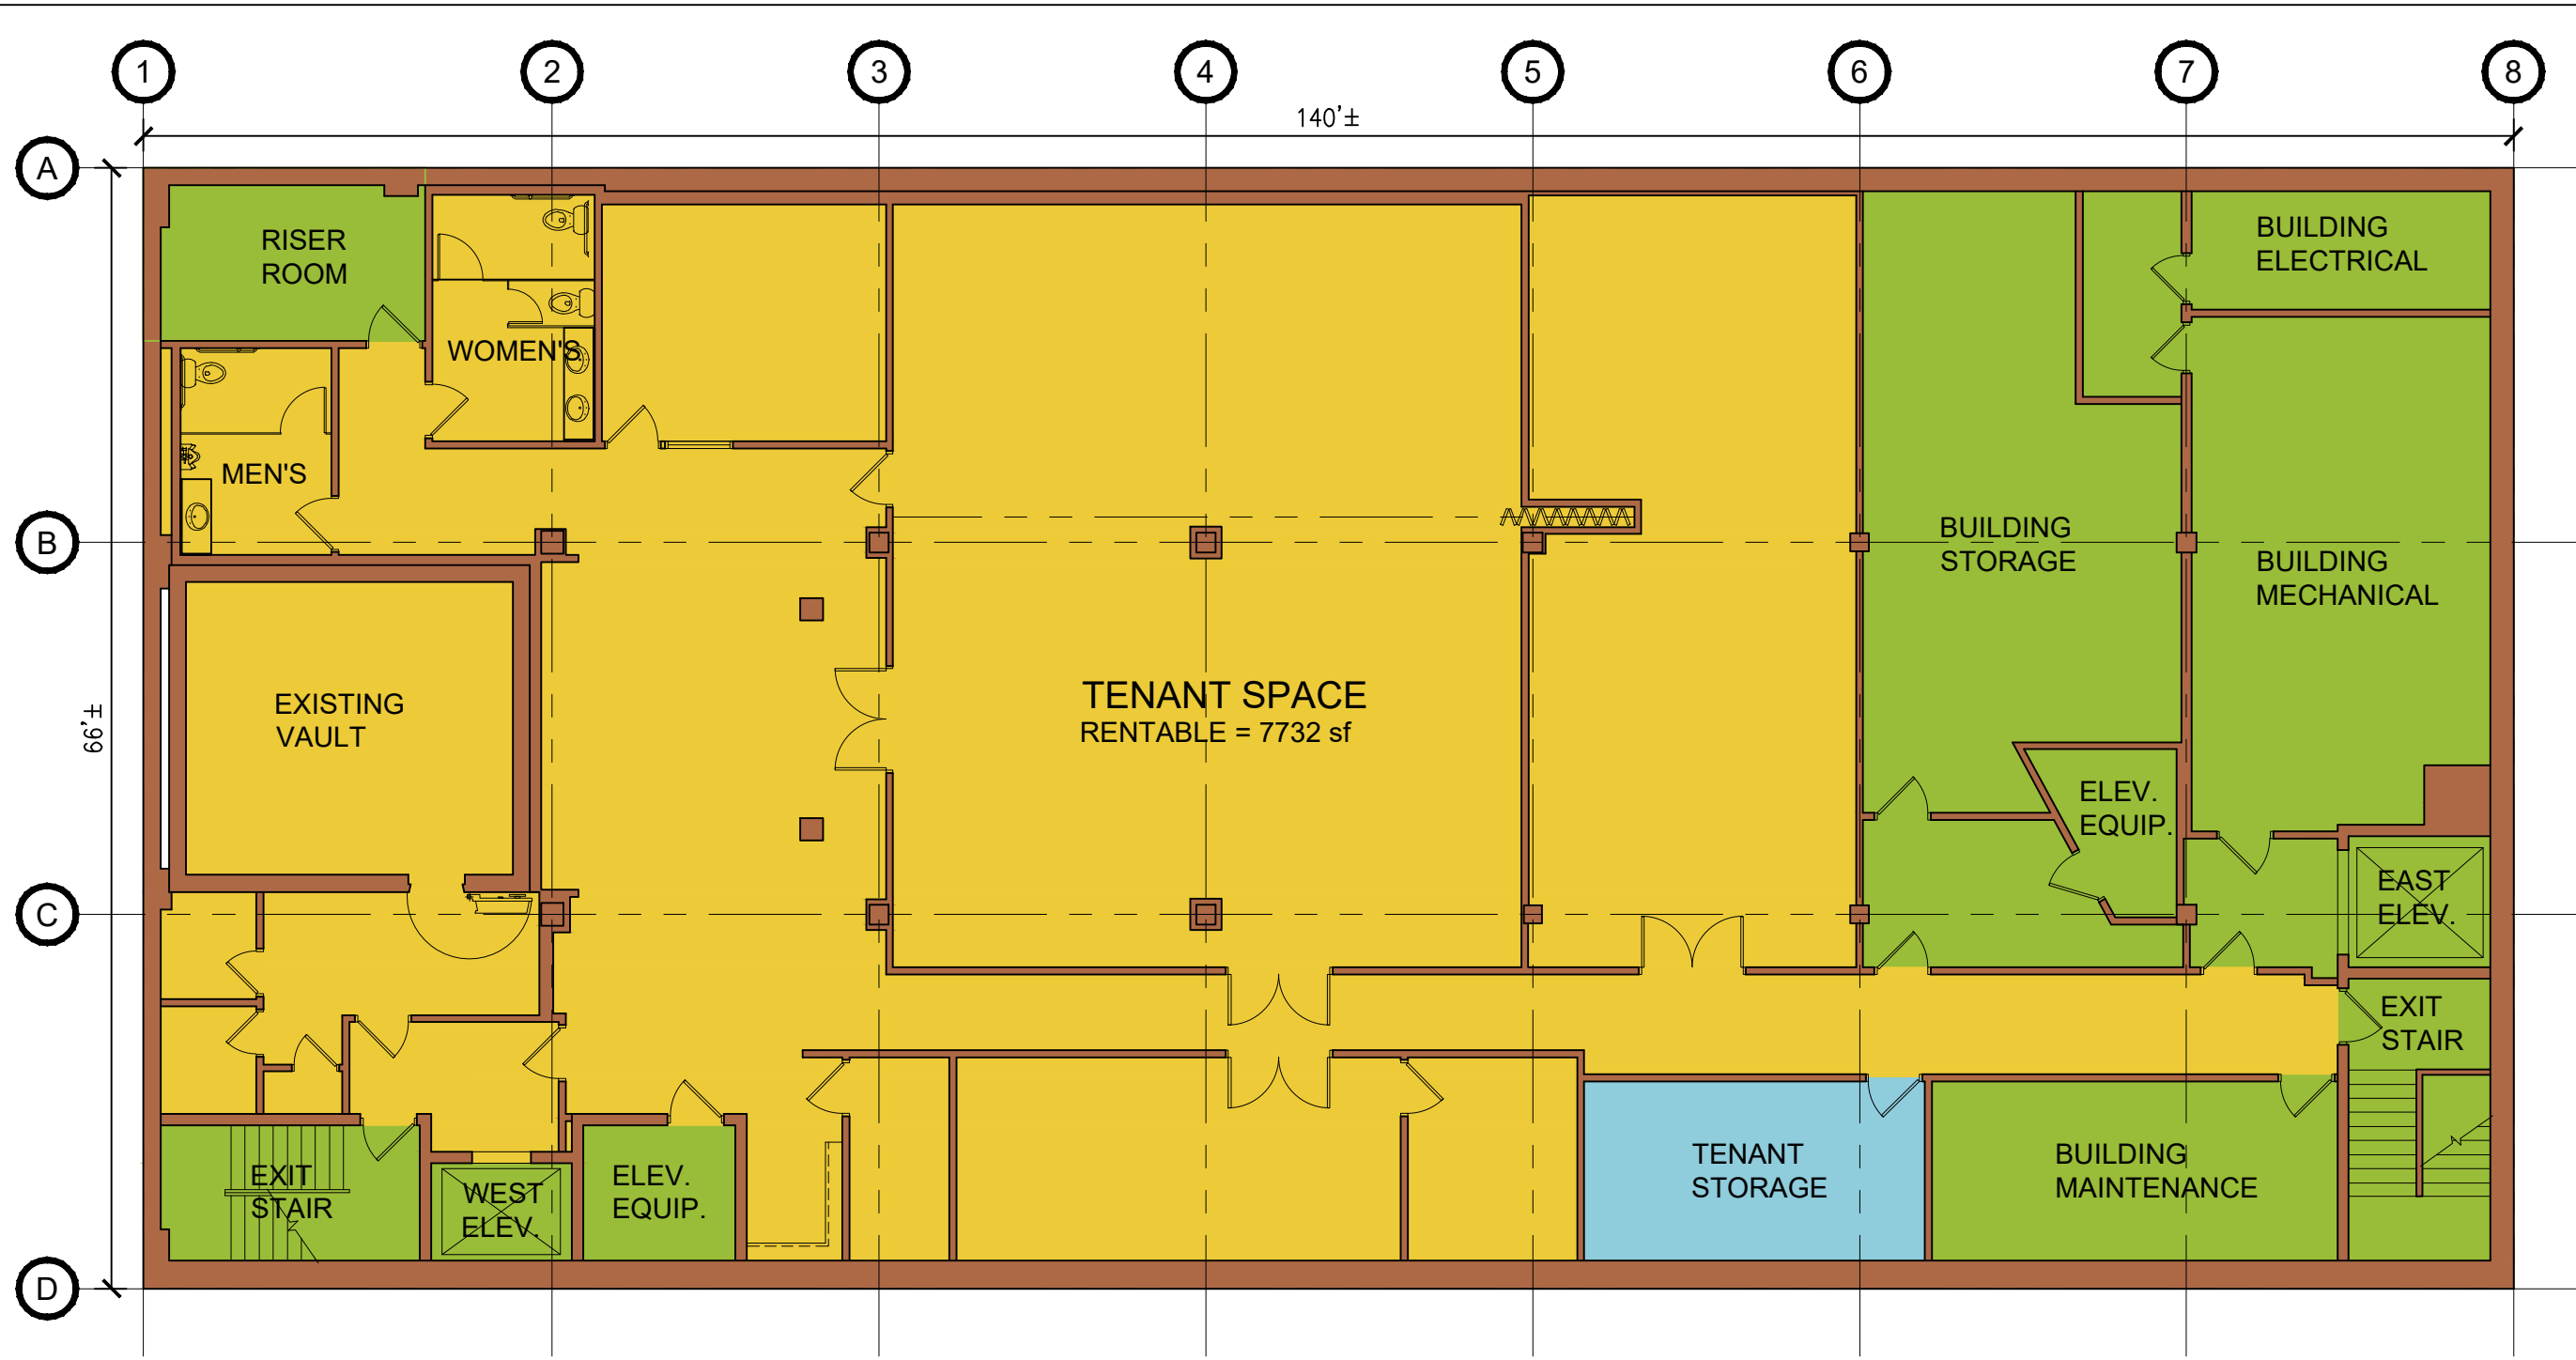 1
2
3
4
5
6
7
8
140'±
A
RISER
ROOM
BUILDING
ELECTRICAL
WOMEN'S
MEN'S
B
BUILDING
STORAGE
BUILDING
MECHANICAL
EXISTING
VAULT
TENANT SPACE
RENTABLE = 7732 sf
66'±
ELEV.
EQUIP.
C
EAST
ELEV.
EXIT
STAIR
EXIT
STAIR
WEST
ELEV.
ELEV.
EQUIP.
TENANT
STORAGE
BUILDING
MAINTENANCE
D